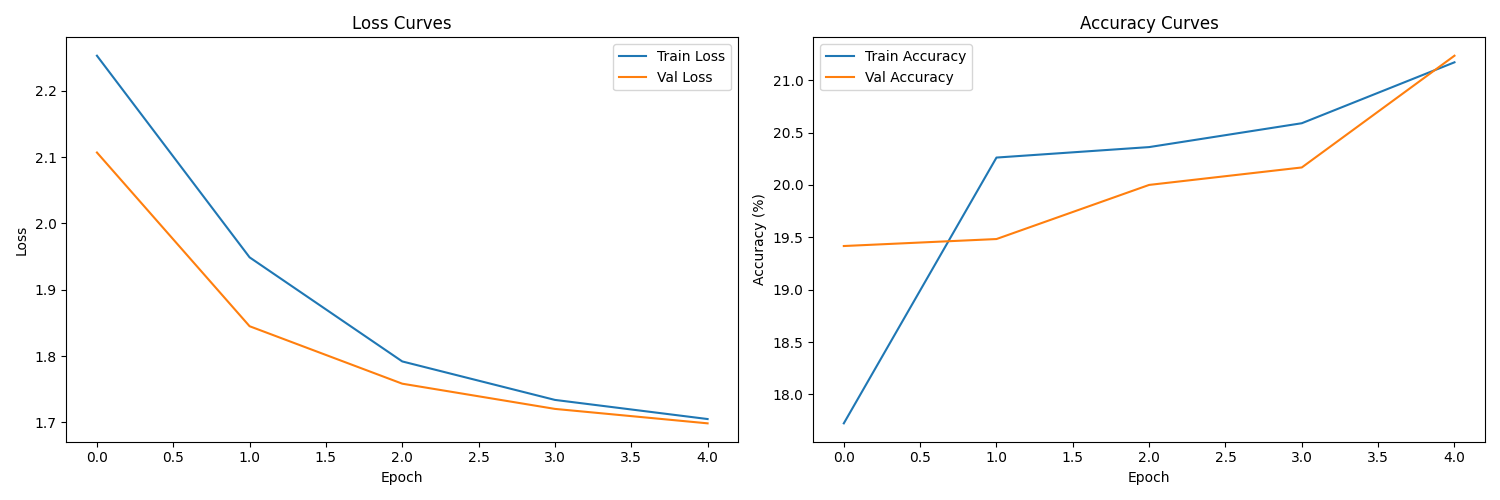 Loss Curves
Train Loss
Val Loss
2.2
2.1
2.0
1.9
1.8
1.7
Loss
0.0 0.5 1.0 1.5 2.0 2.5 3.0 3.5 4.0
Epoch
Accuracy Curves
Train Accuracy
Val Accuracy
21.0
20.5
20.0
19.5
19.0
18.5
18.0
Accuracy (%)
0.0 0.5 1.0 1.5 2.0 2.5 3.0 3.5 4.0
Epoch